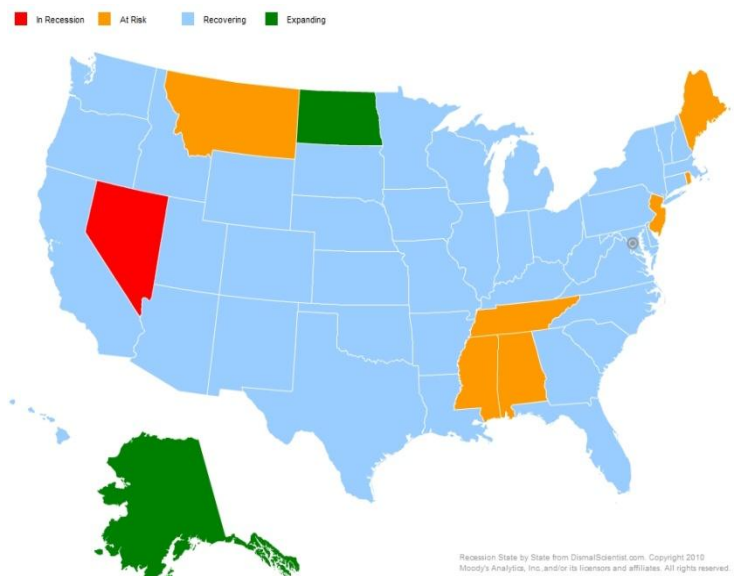 In Recession At Risk Recovering Expanding
Recession State by State from DismalScientist.com. Copyright 2010
Moody's Analytics, Inc.,and/or its licensors and affiliates. All rights reserved.